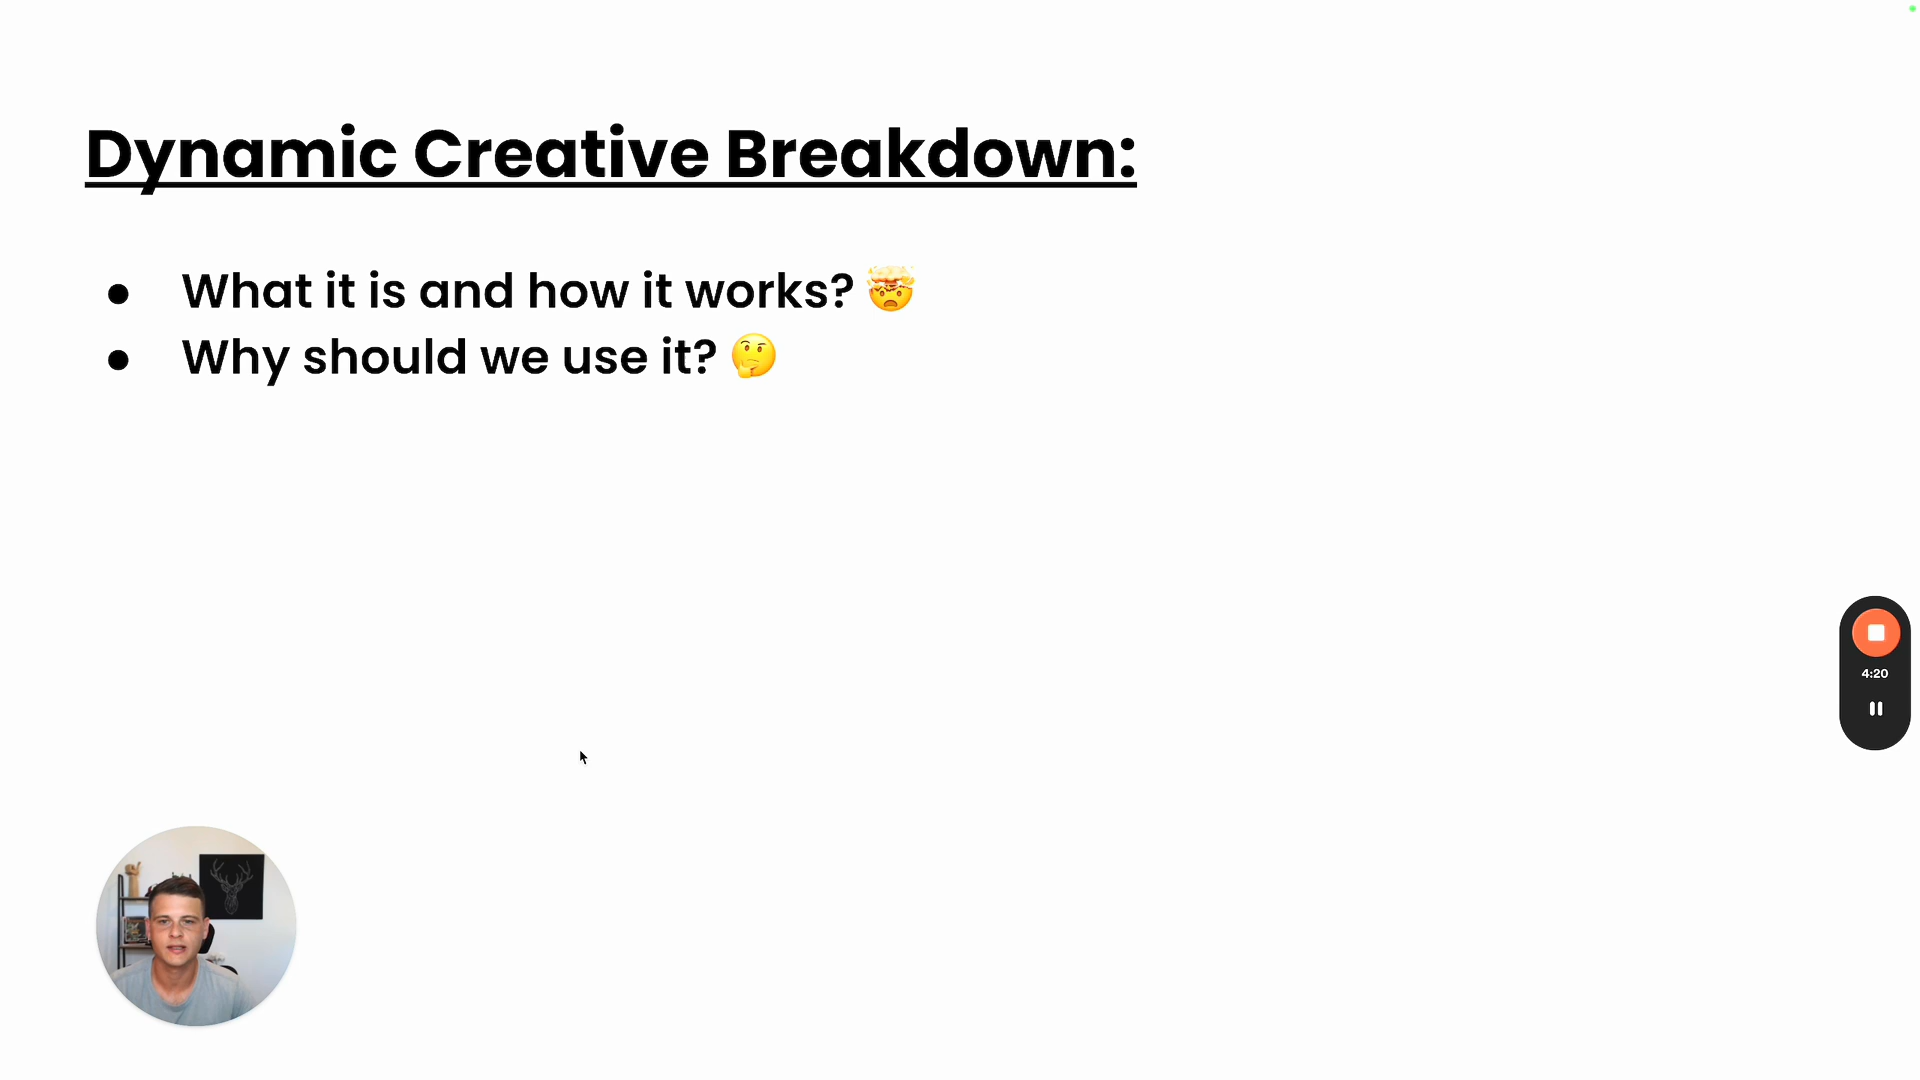 Dynamic Creative Breakdown:
● What it is and how it works? 🤯
● Why should we use it? 🤔
4:20